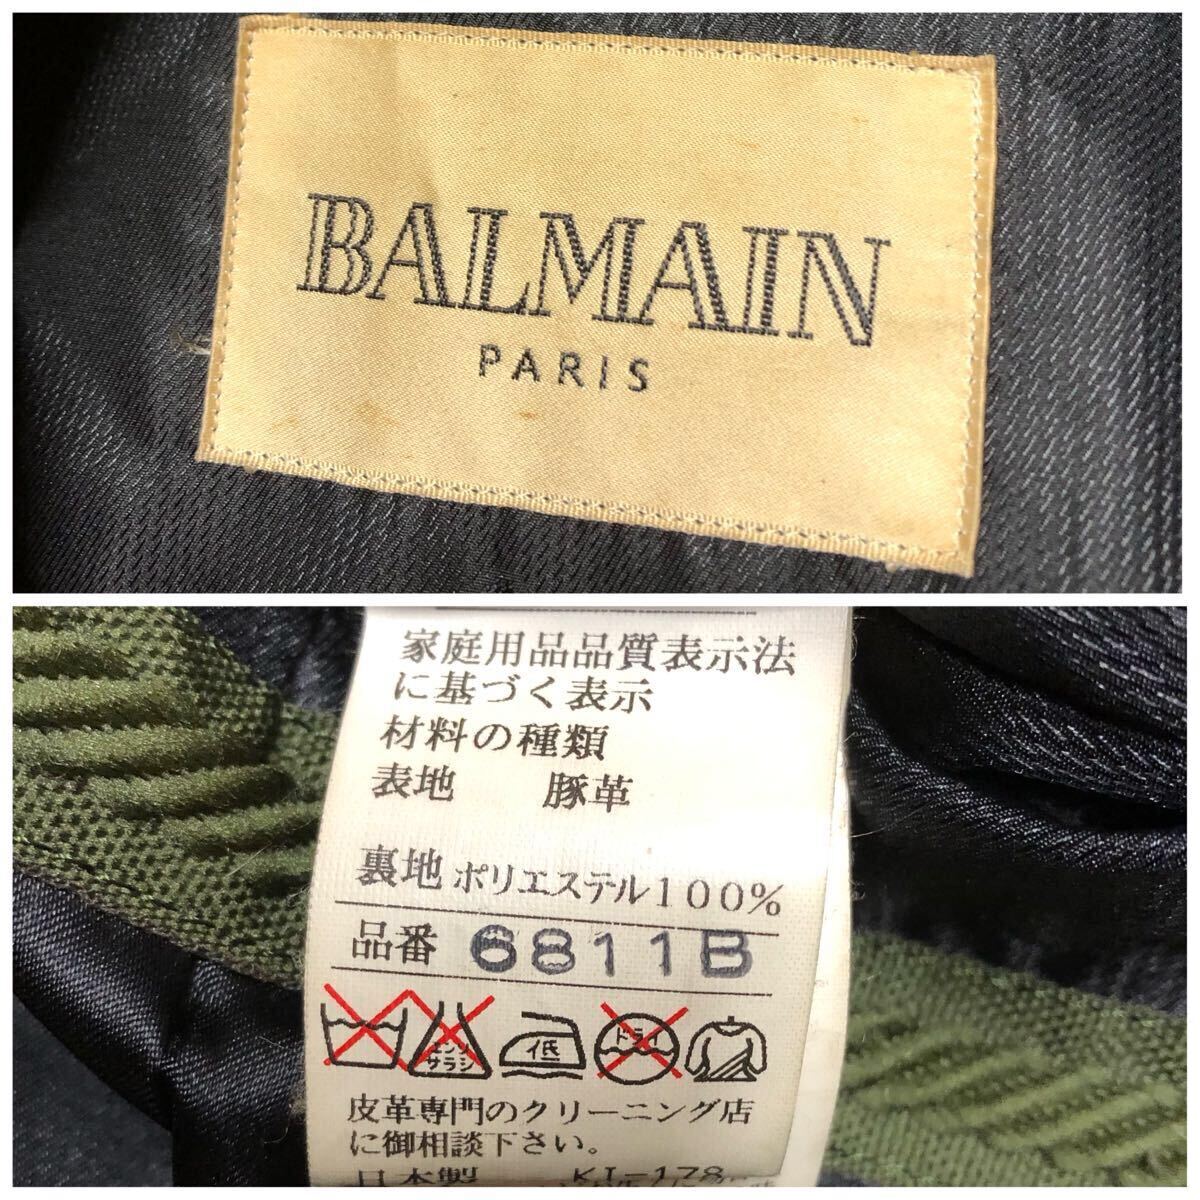 BALMAIN
PARIS
家庭用品品質表示法
に基づく表示
材料の種類
表地 豚革
裏地 ポリエステル100%
品番 6811B
エンソ
サラシ
低
ドライ
皮革専門のクリーニング店
に御相談下さい。
日本製 KI-178